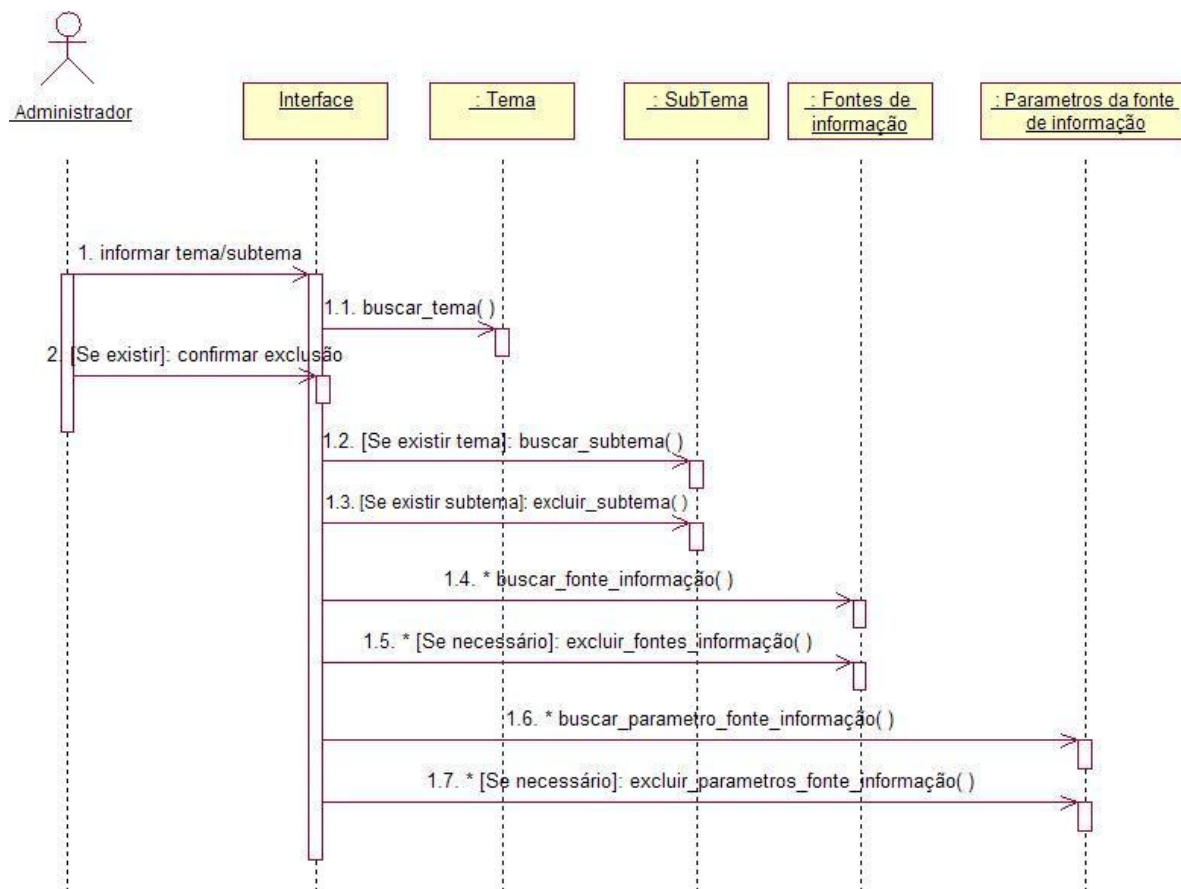 Administrador
Interface
: Tema
: SubTema
: Fontes de
informação
: Parametros da fonte
de informação
1. informar tema/subtema
1.1. buscar_tema( )
2. [Se existir]: confirmar exclusão
1.2. [Se existir tema]: buscar_subtema( )
1.3. [Se existir subtema]: excluir_subtema( )
1.4. * buscar_fonte_informação( )
1.5. * [Se necessário]: excluir_fontes_informação( )
1.6. * buscar_parametro_fonte_informação( )
1.7. * [Se necessário]: excluir_parametros_fonte_informação( )